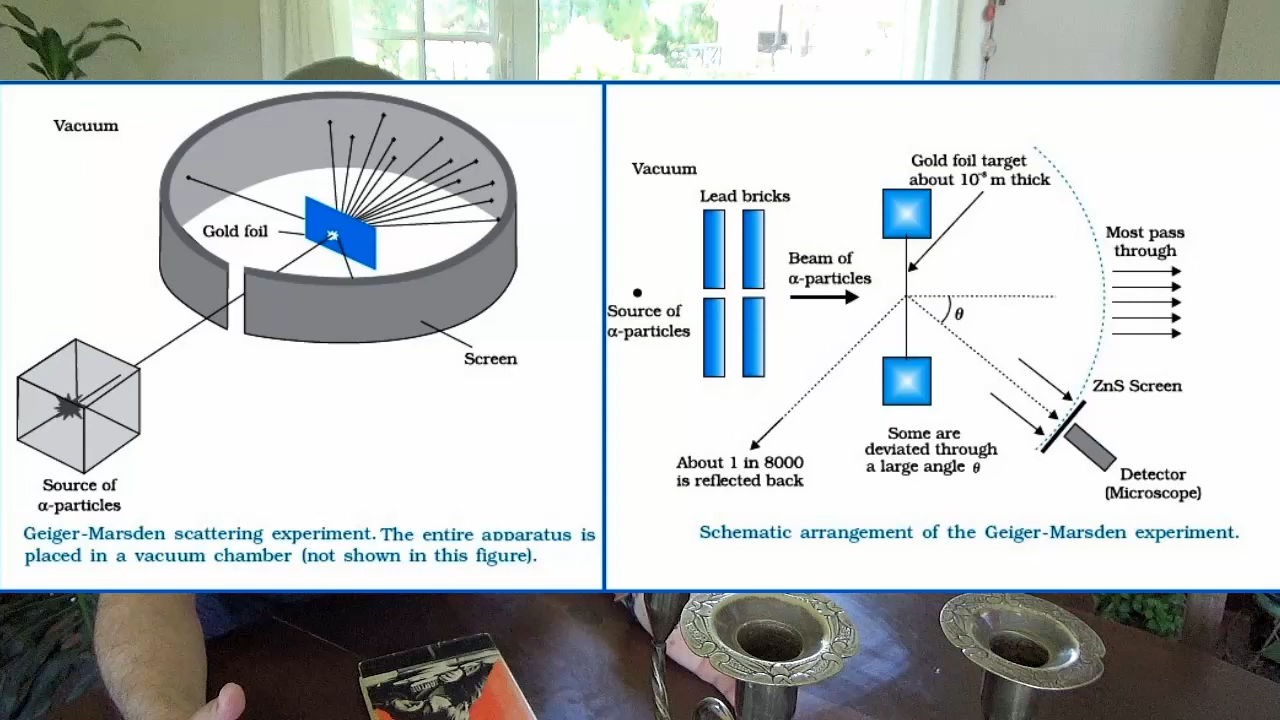 Vacuum
Gold foil
Screen
Source of
α-particles
Geiger-Marsden scattering experiment. The entire apparatus is
placed in a vacuum chamber (not shown in this figure).
Vacuum
Lead bricks
Source of
α-particles
Beam of
α-particles
Gold foil target
about 10⁻⁸ m thick
Most pass
through
θ
ZnS Screen
Some are
deviated through
a large angle θ
About 1 in 8000
is reflected back
Detector
(Microscope)
Schematic arrangement of the Geiger-Marsden experiment.